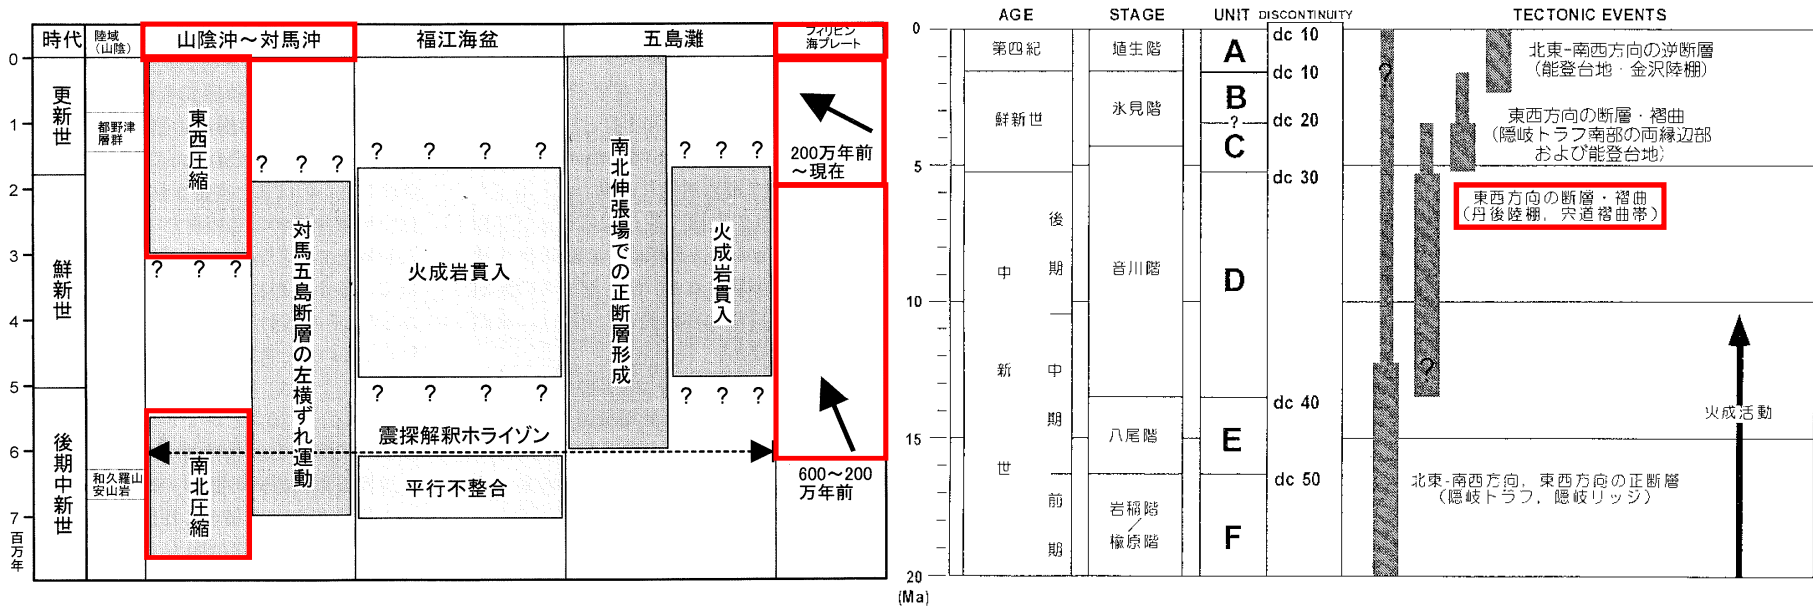 時代
陸域
(山陰)
山陰沖～対馬沖
福江海盆
五島灘
フィリピン
海プレート
0
1
2
3
4
5
6
7
百万年
更新世
鮮新世
後期中新世
都野津
層群
和久羅山
安山岩
東西圧縮
? ? ?
南北圧縮
? ? ?
対馬五島断層の左横ずれ運動
? ? ?
火成岩貫入
? ? ?
震探解釈ホライゾン
平行不整合
南北伸張場での正断層形成
? ? ?
火成岩貫入
? ? ?
200万年前
～現在
600～200
万年前
AGE
STAGE
UNIT
DISCONTINUITY
TECTONIC EVENTS
0
5
10
15
20
(Ma)
第四紀
鮮新世
中新世
後期
中期
前期
埴生階
氷見階
音川階
八尾階
岩稲階
/
楡原階
A
B
?
C
D
E
F
dc 10
dc 10
dc 20
dc 30
dc 40
dc 50
?
?
北東-南西方向の逆断層
(能登台地・金沢陸棚)
東西方向の断層・褶曲
(隠岐トラフ南部の両縁辺部
および能登台地)
東西方向の断層・褶曲
(丹後陸棚, 宍道褶曲帯)
火成活動
北東-南西方向, 東西方向の正断層
(隠岐トラフ, 隠岐リッジ)